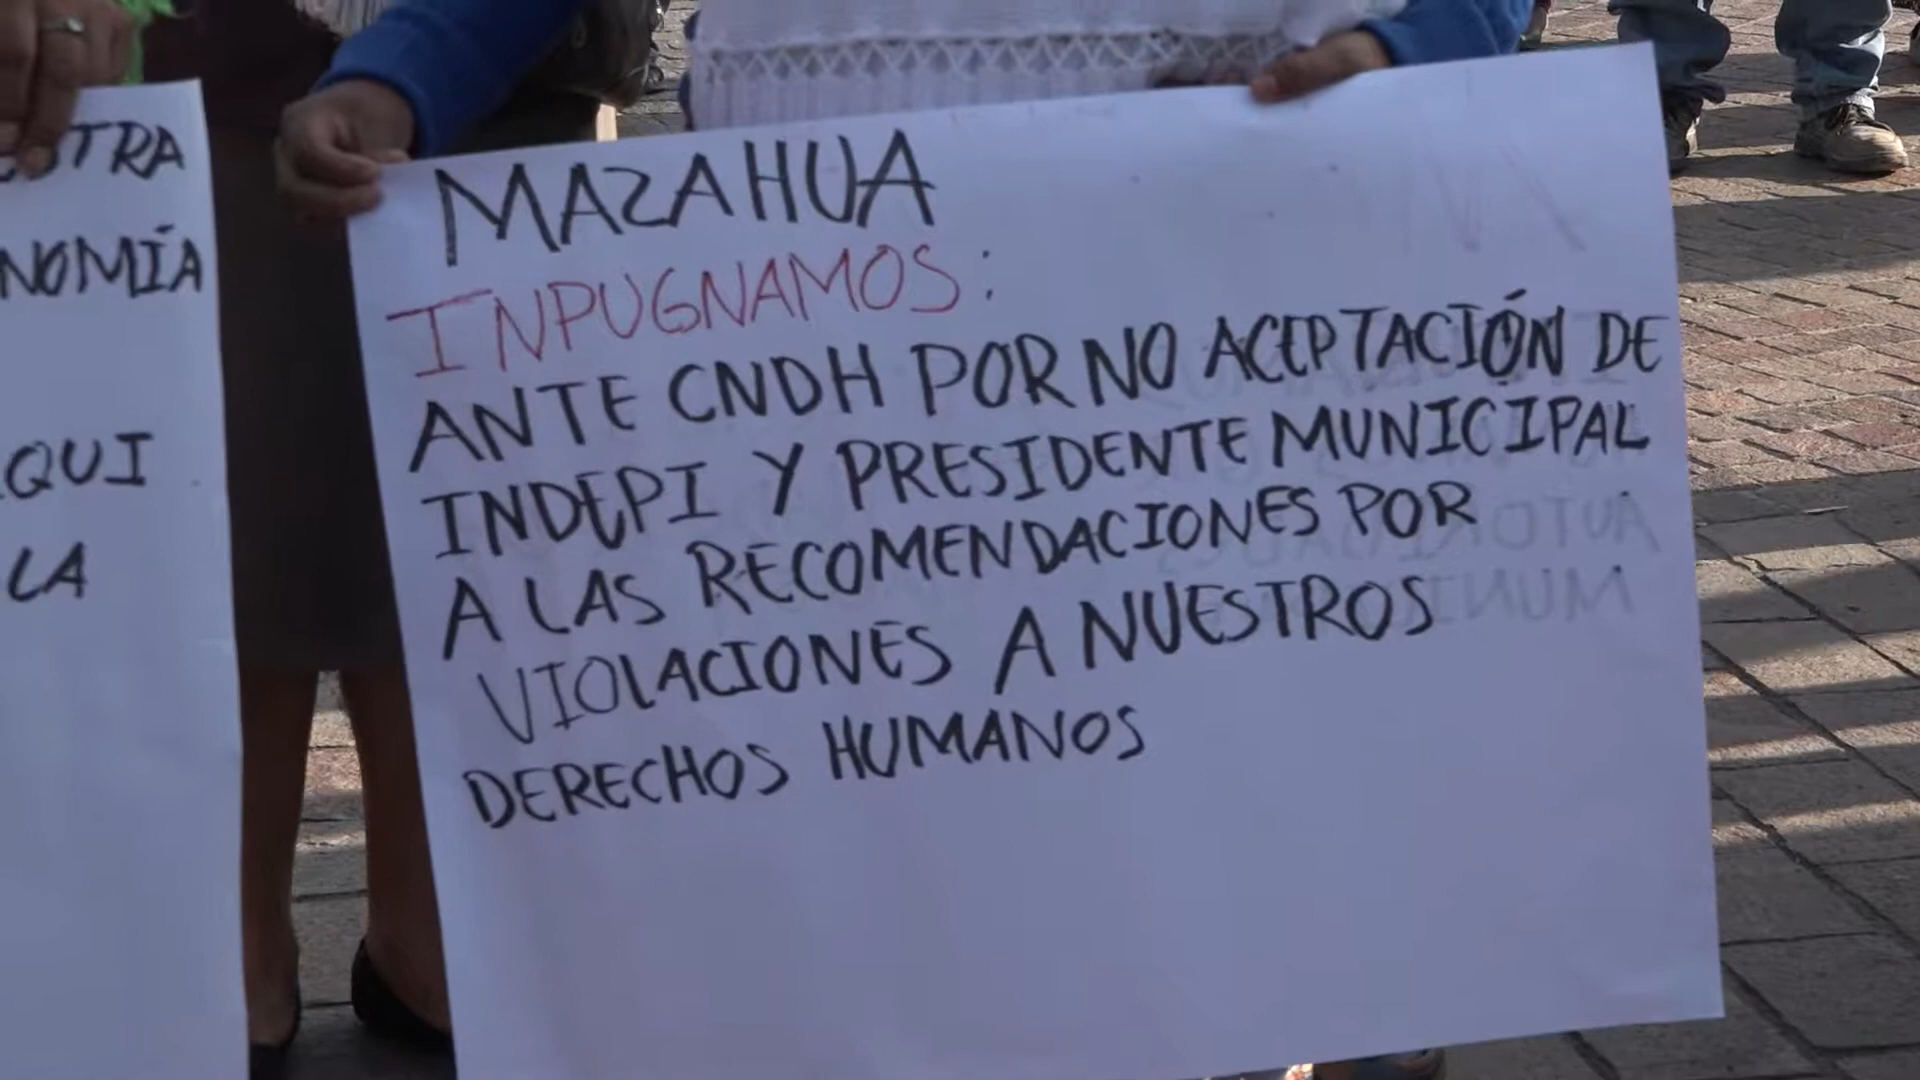 TRA
NOMÍA
QUI
LA
MAZAHUA
INPUGNAMOS:
ANTE CNDH POR NO ACEPTACIÓN DE
INDEPI Y PRESIDENTE MUNICIPAL
A LAS RECOMENDACIONES POR
VIOLACIONES A NUESTROS
DERECHOS HUMANOS